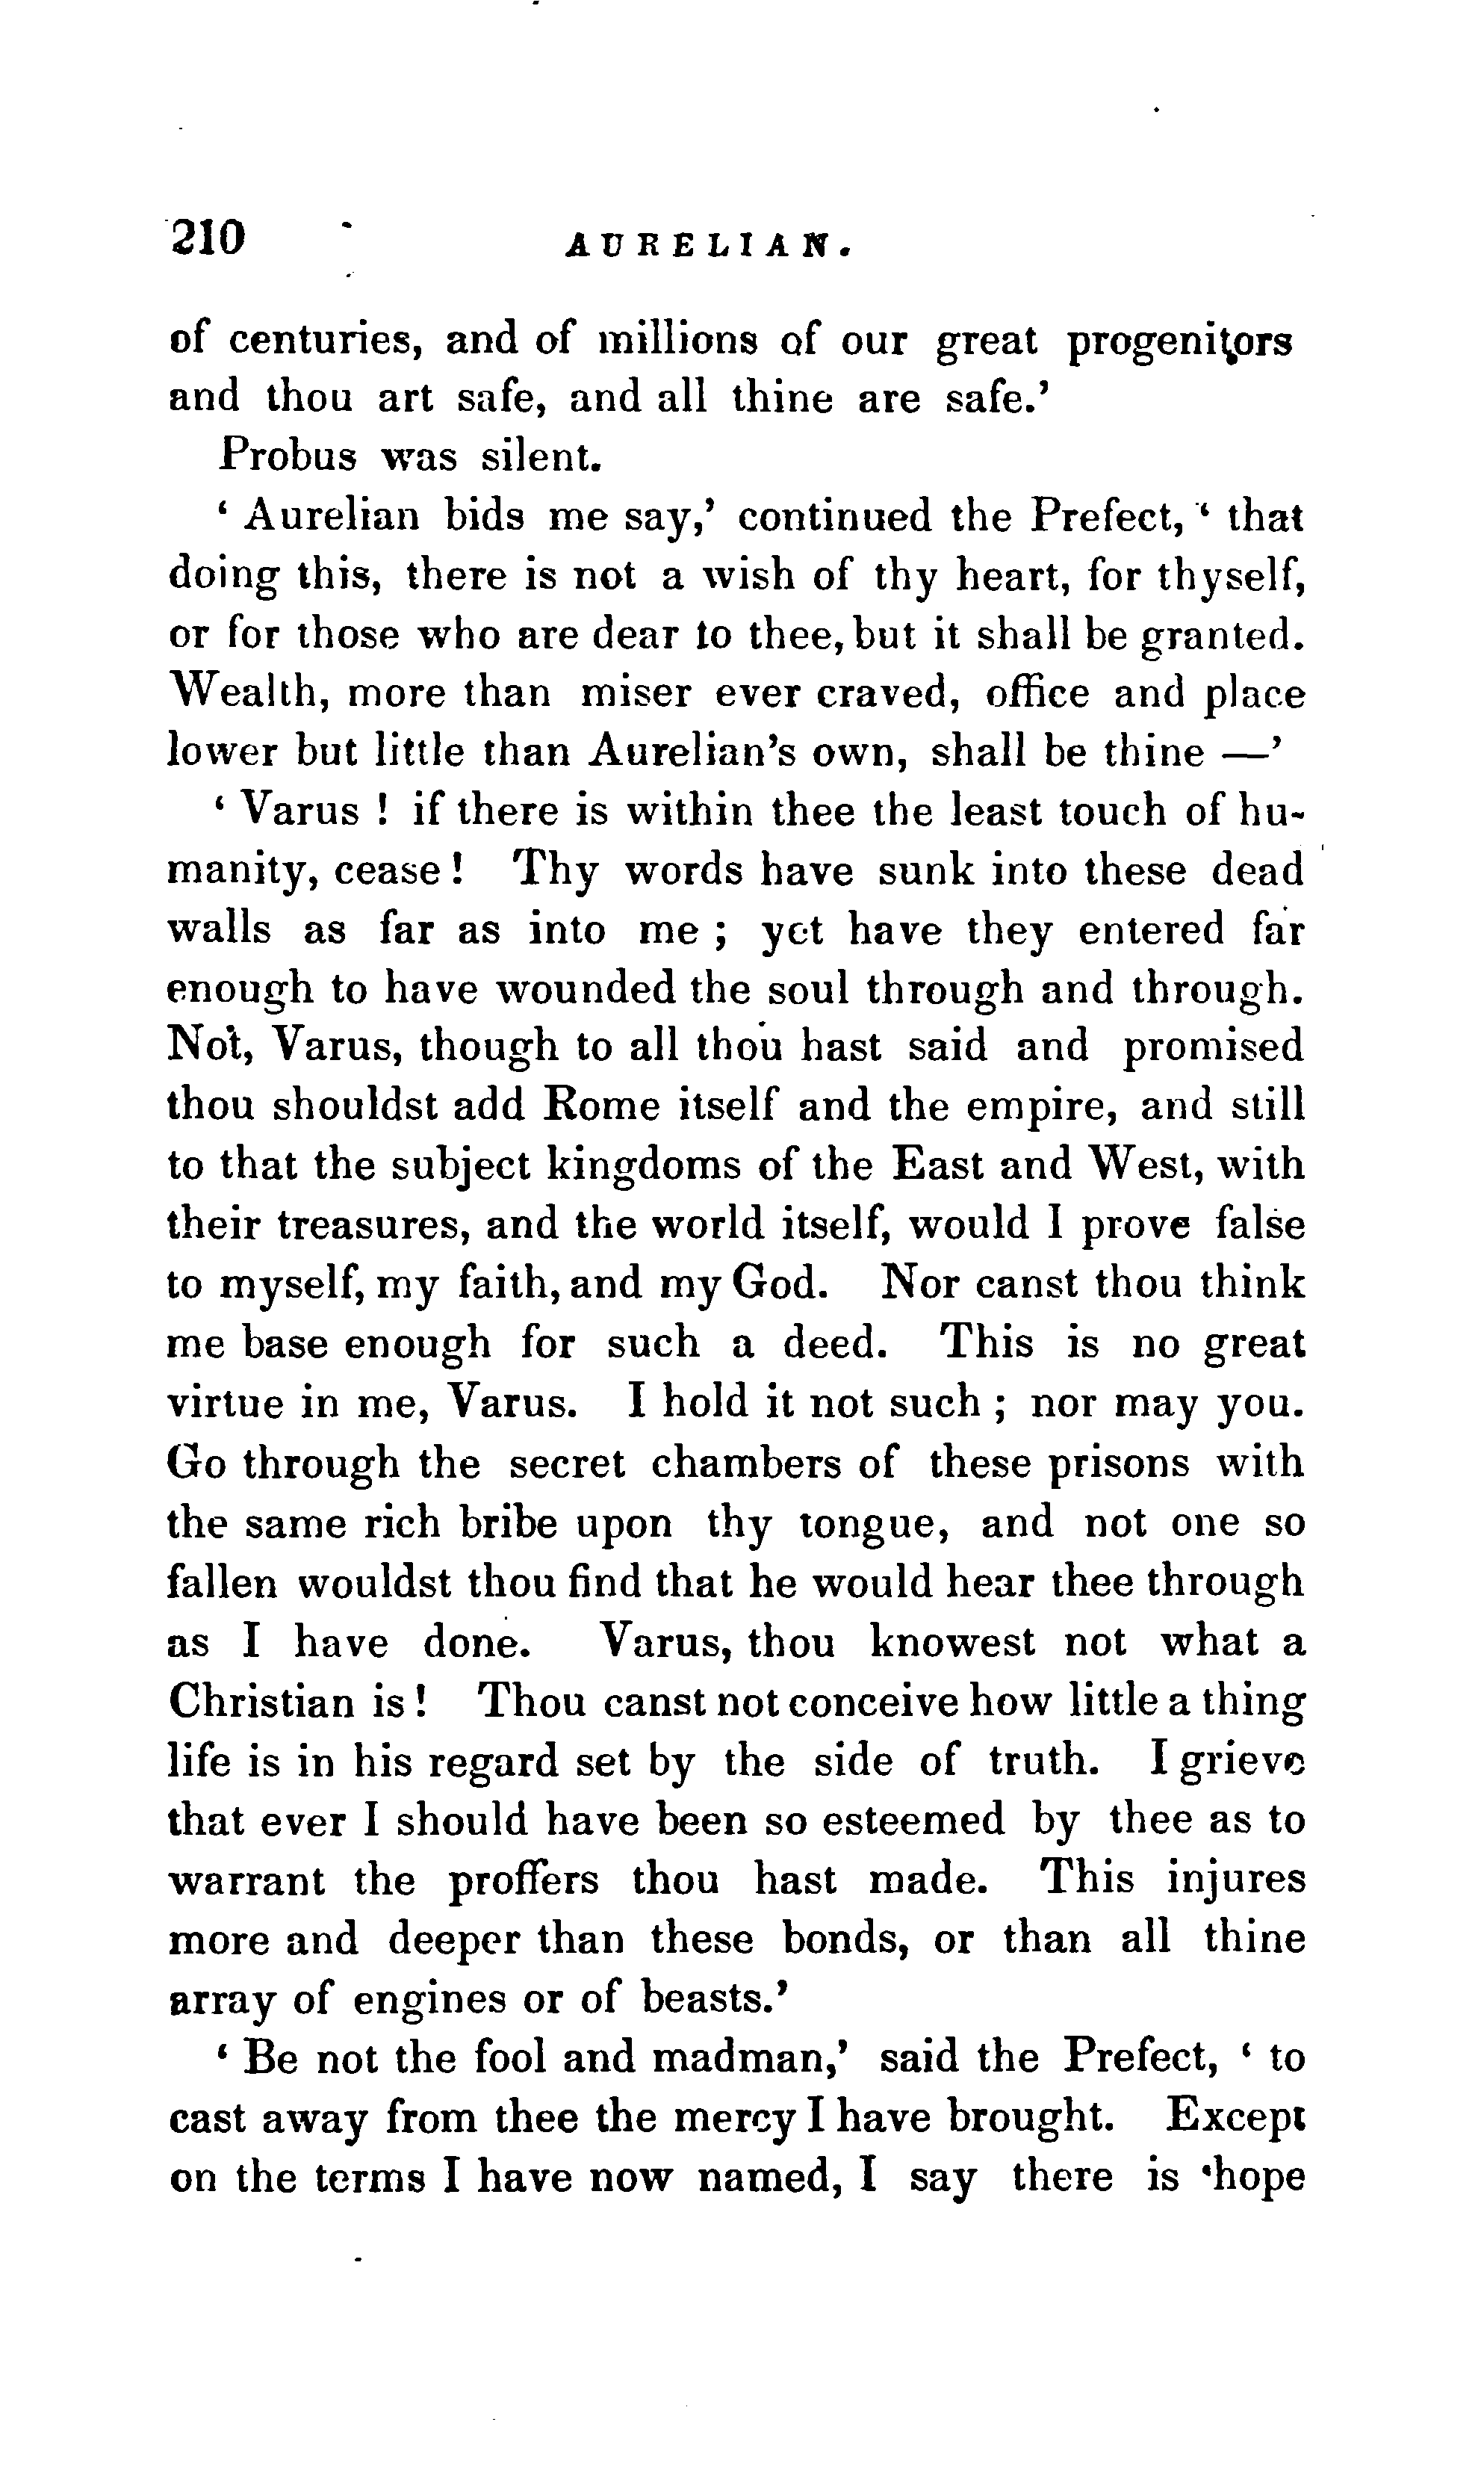 210 AURELIAN.
of centuries, and of millions of our great progenitors
and thou art safe, and all thine are safe.’
Probus was silent.
‘ Aurelian bids me say,’ continued the Prefect, ‘ that
doing this, there is not a wish of thy heart, for thyself,
or for those who are dear to thee, but it shall be granted.
Wealth, more than miser ever craved, office and place
lower but little than Aurelian’s own, shall be thine —’
‘ Varus ! if there is within thee the least touch of hu-
manity, cease ! Thy words have sunk into these dead
walls as far as into me ; yet have they entered far
enough to have wounded the soul through and through.
Not, Varus, though to all thou hast said and promised
thou shouldst add Rome itself and the empire, and still
to that the subject kingdoms of the East and West, with
their treasures, and the world itself, would I prove false
to myself, my faith, and my God. Nor canst thou think
me base enough for such a deed. This is no great
virtue in me, Varus. I hold it not such ; nor may you.
Go through the secret chambers of these prisons with
the same rich bribe upon thy tongue, and not one so
fallen wouldst thou find that he would hear thee through
as I have done. Varus, thou knowest not what a
Christian is ! Thou canst not conceive how little a thing
life is in his regard set by the side of truth. I grieve
that ever I should have been so esteemed by thee as to
warrant the proffers thou hast made. This injures
more and deeper than these bonds, or than all thine
array of engines or of beasts.’
‘ Be not the fool and madman,’ said the Prefect, ‘ to
cast away from thee the mercy I have brought. Except
on the terms I have now named, I say there is ‘hope